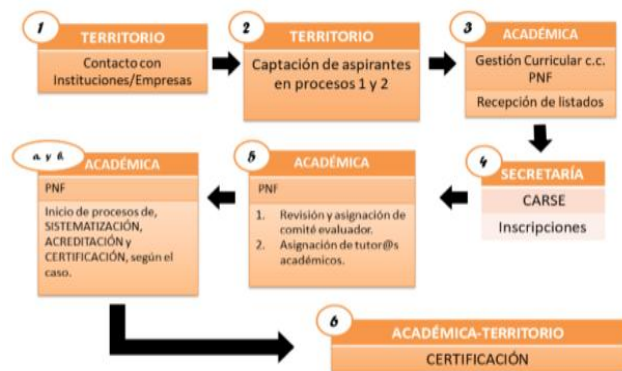 1
TERRITORIO
Contacto con
Instituciones/Empresas
2
TERRITORIO
Captación de aspirantes
en procesos 1 y 2
3
ACADÉMICA
Gestión Curricular c.c.
PNF
Recepción de listados
4
SECRETARÍA
CARSE
Inscripciones
5
ACADÉMICA
PNF
1. Revisión y asignación de
comité evaluador.
2. Asignación de tutor@s
académicos.
a y b
ACADÉMICA
PNF
Inicio de procesos de,
SISTEMATIZACIÓN,
ACREDITACIÓN y
CERTIFICACIÓN, según el
caso.
6
ACADÉMICA-TERRITORIO
CERTIFICACIÓN